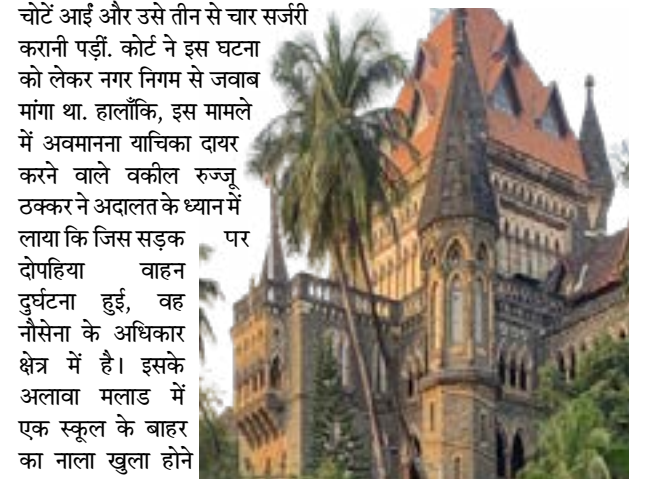 चोटें आईं और उसे तीन से चार सर्जरी
करानी पड़ीं. कोर्ट ने इस घटना
को लेकर नगर निगम से जवाब
मांगा था. हालाँकि, इस मामले
में अवमानना याचिका दायर
करने वाले वकील रुज्जू
ठक्कर ने अदालत के ध्यान में
लाया कि जिस सड़क पर
दोपहिया वाहन
दुर्घटना हुई, वह
नौसेना के अधिकार
क्षेत्र में है। इसके
अलावा मलाड में
एक स्कूल के बाहर
का नाला खुला होने